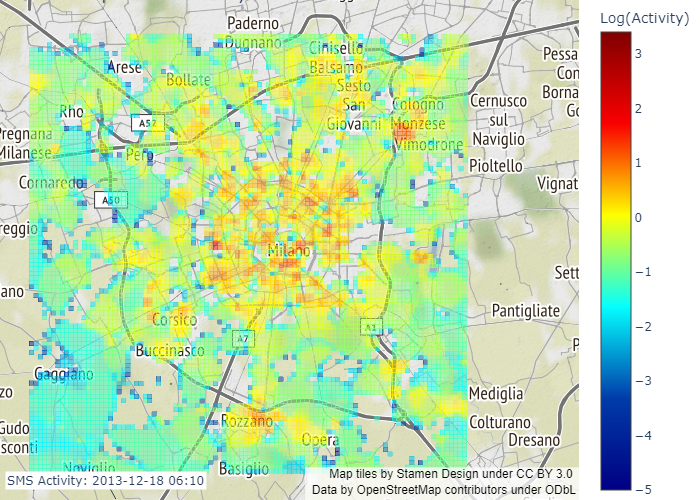 Log(Activity)
3
2
1
0
−1
−2
−3
−4
−5
Paderno
Dugnano
Cinisello
Balsamo
Arese
Bollate
Sesto
San
Giovanni
Cologno
Monzese
Vimodrone
Cernusco
sul
Naviglio
Pessa
Con
Borna
Go
Rho
A52
Pregnana
Milanese
Pero
Pioltello
Cornaredo
A50
Vignat
reggio
Milano
Sett
ano
Pantigliate
Corsico
A1
A7
Buccinasco
P
Gaggiano
zo
Mediglia
Rozzano
Colturano
Gudo
sconti
Opera
Dresano
Noviglio
Basiglio
SMS Activity: 2013-12-18 06:10
Map tiles by Stamen Design under CC BY 3.0
Data by OpenStreetMap contributors under ODbL